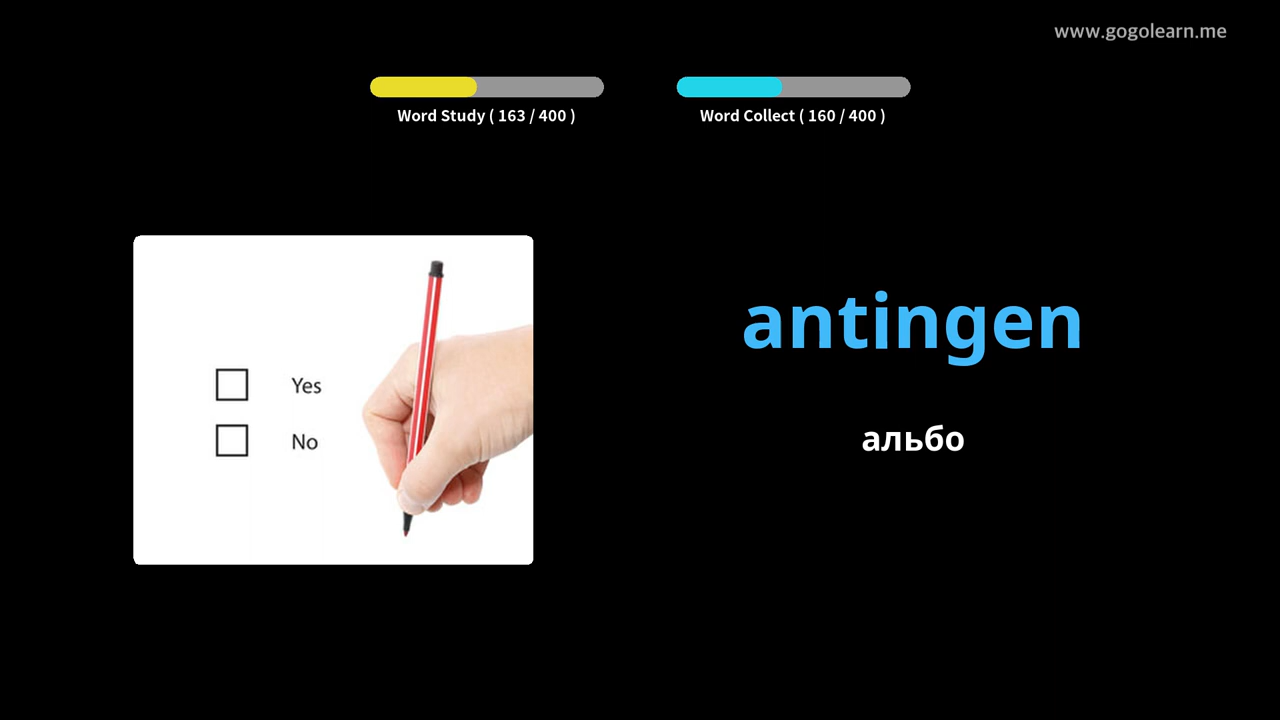 www.gogolearn.me
Word Study ( 163 / 400 )
Word Collect ( 160 / 400 )
Yes
No
antingen
альбо